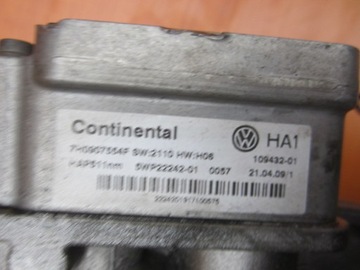 Continental HA1
7H0907554F SW:2110 HW:H06 109432-01
HAP511nm 5WP22242-01 0057 21.04.09/1